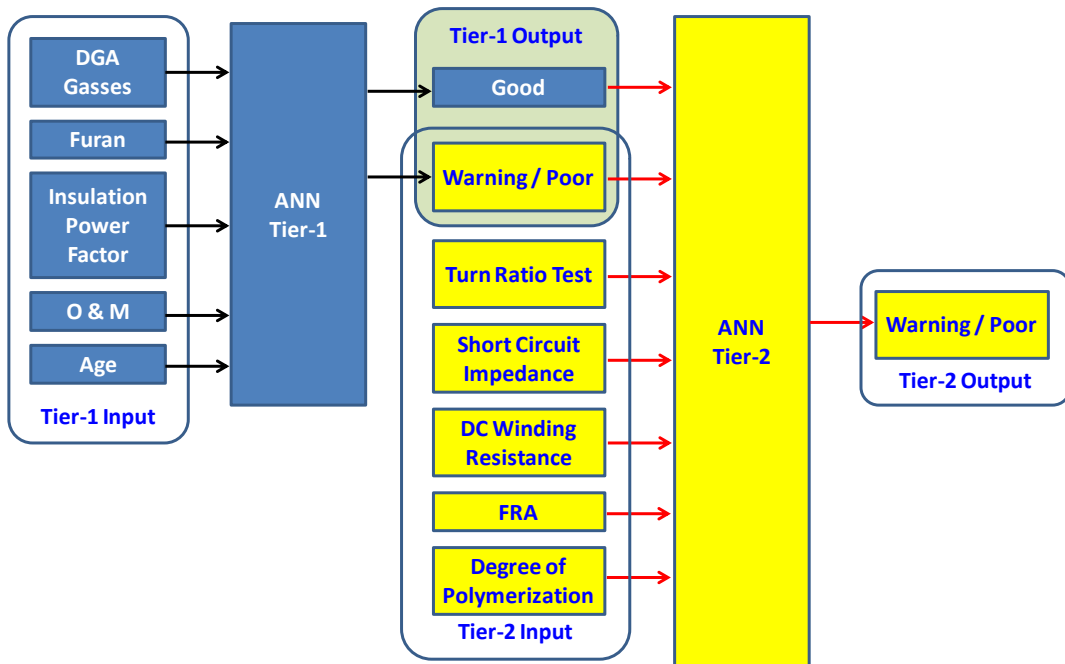 DGA
Gasses
Furan
Insulation
Power
Factor
O & M
Age
Tier-1 Input
ANN
Tier-1
Tier-1 Output
Good
Warning / Poor
Turn Ratio Test
Short Circuit
Impedance
DC Winding
Resistance
FRA
Degree of
Polymerization
Tier-2 Input
ANN
Tier-2
Warning / Poor
Tier-2 Output